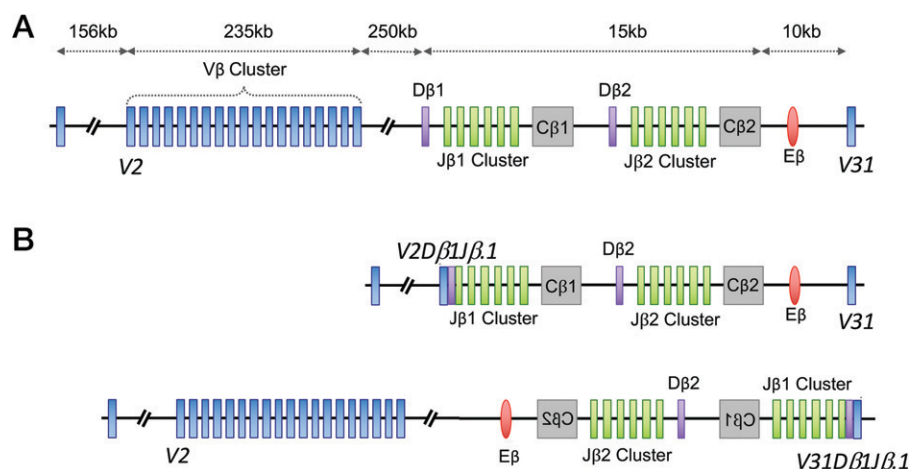 A
156kb 235kb 250kb 15kb 10kb
Vβ Cluster
Dβ1 Dβ2
Cβ1 Cβ2
V2 Jβ1 Cluster Jβ2 Cluster Eβ V31
B
V2Dβ1Jβ.1 Dβ2
Cβ1 Cβ2
Jβ1 Cluster Jβ2 Cluster Eβ V31
Dβ2 Jβ1 Cluster
Cβ2 Cβ1
V2 Eβ Jβ2 Cluster V31Dβ1Jβ.1